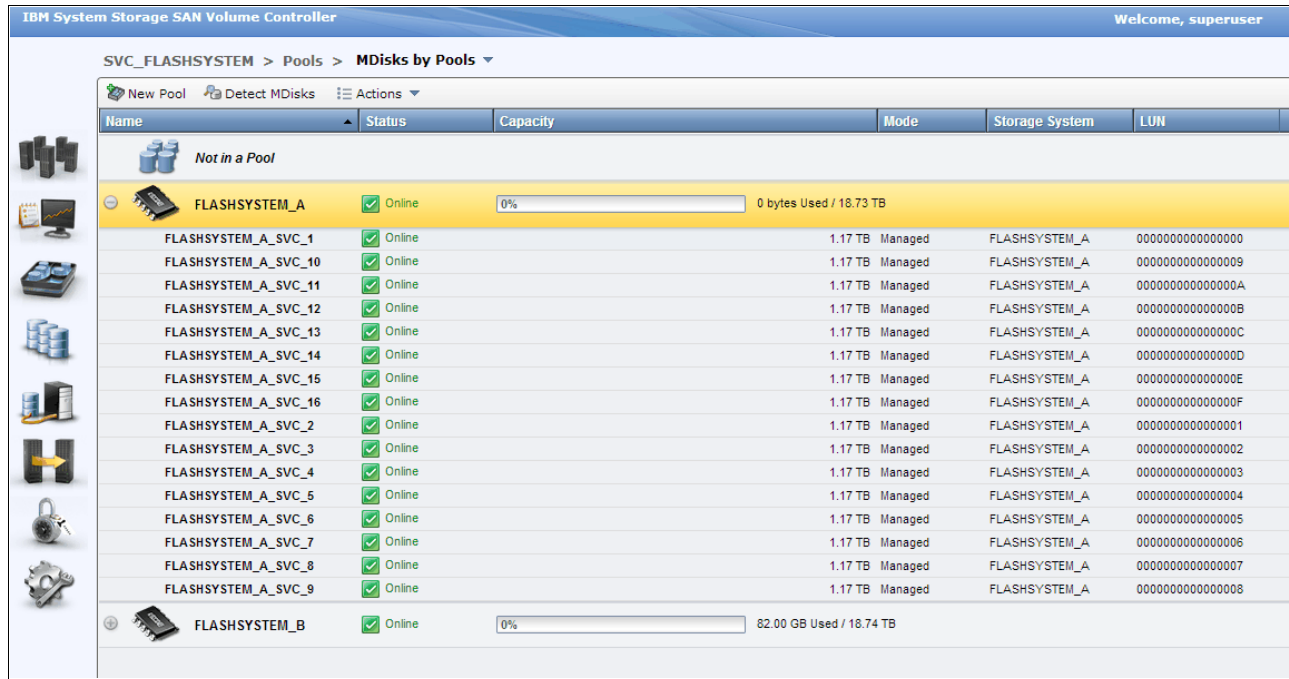 IBM System Storage SAN Volume Controller Welcome, superuser
SVC_FLASHSYSTEM > Pools > MDisks by Pools
New Pool Detect MDisks Actions
Name Status Capacity Mode Storage System LUN
Not in a Pool
FLASHSYSTEM_A Online 0% 0 bytes Used / 18.73 TB
FLASHSYSTEM_A_SVC_1 Online 1.17 TB Managed FLASHSYSTEM_A 0000000000000000
FLASHSYSTEM_A_SVC_10 Online 1.17 TB Managed FLASHSYSTEM_A 0000000000000009
FLASHSYSTEM_A_SVC_11 Online 1.17 TB Managed FLASHSYSTEM_A 000000000000000A
FLASHSYSTEM_A_SVC_12 Online 1.17 TB Managed FLASHSYSTEM_A 000000000000000B
FLASHSYSTEM_A_SVC_13 Online 1.17 TB Managed FLASHSYSTEM_A 000000000000000C
FLASHSYSTEM_A_SVC_14 Online 1.17 TB Managed FLASHSYSTEM_A 000000000000000D
FLASHSYSTEM_A_SVC_15 Online 1.17 TB Managed FLASHSYSTEM_A 000000000000000E
FLASHSYSTEM_A_SVC_16 Online 1.17 TB Managed FLASHSYSTEM_A 000000000000000F
FLASHSYSTEM_A_SVC_2 Online 1.17 TB Managed FLASHSYSTEM_A 0000000000000001
FLASHSYSTEM_A_SVC_3 Online 1.17 TB Managed FLASHSYSTEM_A 0000000000000002
FLASHSYSTEM_A_SVC_4 Online 1.17 TB Managed FLASHSYSTEM_A 0000000000000003
FLASHSYSTEM_A_SVC_5 Online 1.17 TB Managed FLASHSYSTEM_A 0000000000000004
FLASHSYSTEM_A_SVC_6 Online 1.17 TB Managed FLASHSYSTEM_A 0000000000000005
FLASHSYSTEM_A_SVC_7 Online 1.17 TB Managed FLASHSYSTEM_A 0000000000000006
FLASHSYSTEM_A_SVC_8 Online 1.17 TB Managed FLASHSYSTEM_A 0000000000000007
FLASHSYSTEM_A_SVC_9 Online 1.17 TB Managed FLASHSYSTEM_A 0000000000000008
FLASHSYSTEM_B Online 0% 82.00 GB Used / 18.74 TB